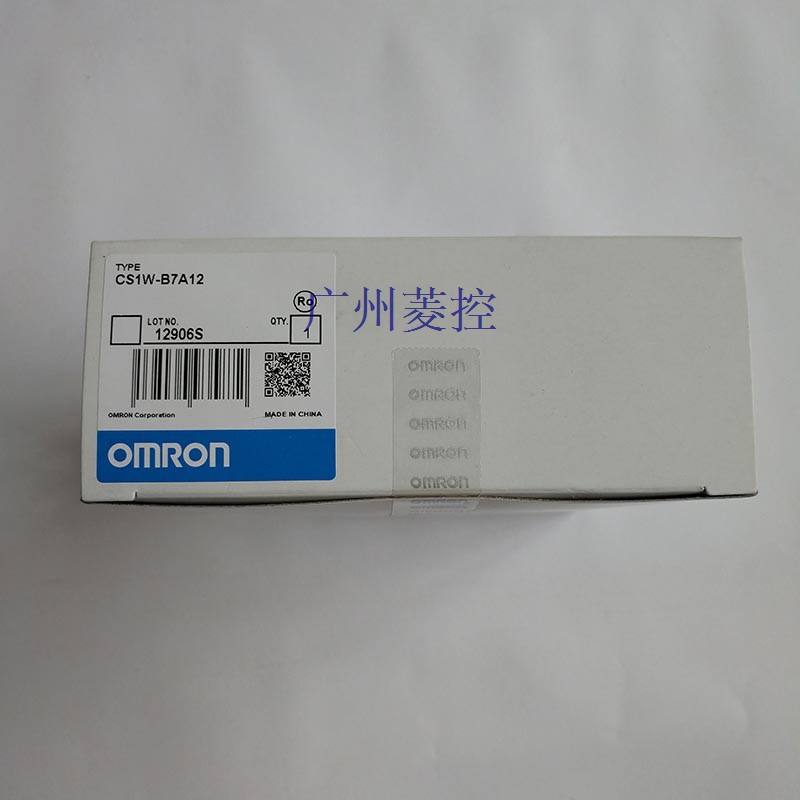 TYPE
CS1W-B7A12
Ro
广州菱控
LOT NO.
12906S
QTY.
1
OMRON Corporation
MADE IN CHINA
OMRON
OMRON
OMRON
OMRON
OMRON
OMRON